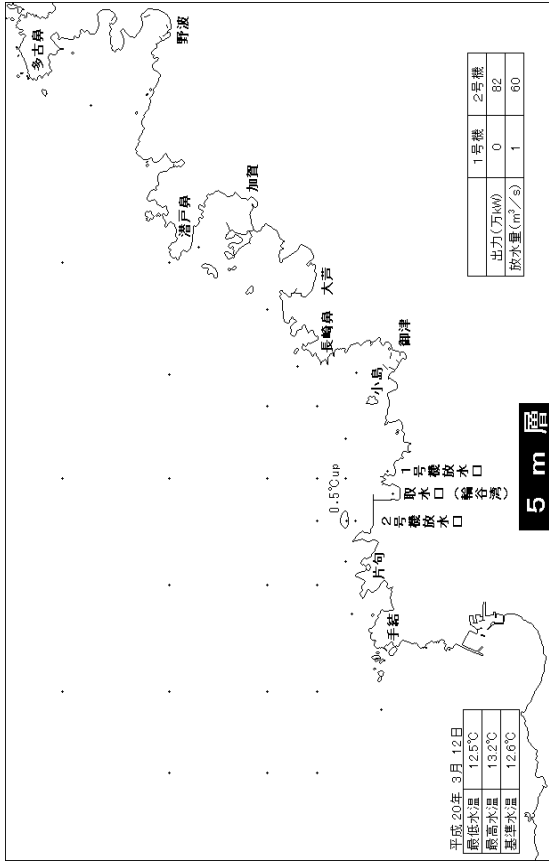 多古鼻
野波
潜戸鼻
加賀
大芦
長崎鼻
御津
小島
0.5℃up
1号機放水口
取水口(輪谷湾)
2号機放水口
片句
手結
平成 20年 3月 12日
最低水温 12.5℃
最高水温 13.2℃
基準水温 12.6℃
5 m 層
1号機 2号機
出力(万kW) 0 82
放水量(m³/s) 1 60